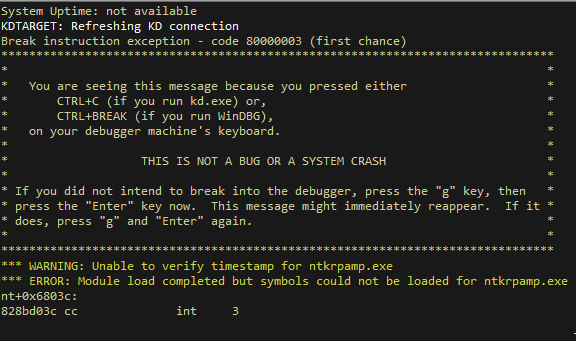 System Uptime: not available
KDTARGET: Refreshing KD connection
Break instruction exception - code 80000003 (first chance)
*******************************************************************************
*                                                                             *
*   You are seeing this message because you pressed either                    *
*       CTRL+C (if you run kd.exe) or,                                        *
*       CTRL+BREAK (if you run WinDBG),                                       *
*   on your debugger machine's keyboard.                                      *
*                                                                             *
*                   THIS IS NOT A BUG OR A SYSTEM CRASH                       *
*                                                                             *
* If you did not intend to break into the debugger, press the "g" key, then   *
* press the "Enter" key now.  This message might immediately reappear.  If it *
* does, press "g" and "Enter" again.                                          *
*                                                                             *
*******************************************************************************
*** WARNING: Unable to verify timestamp for ntkrpamp.exe
*** ERROR: Module load completed but symbols could not be loaded for ntkrpamp.exe
nt+0x6803c:
828bd03c cc              int     3